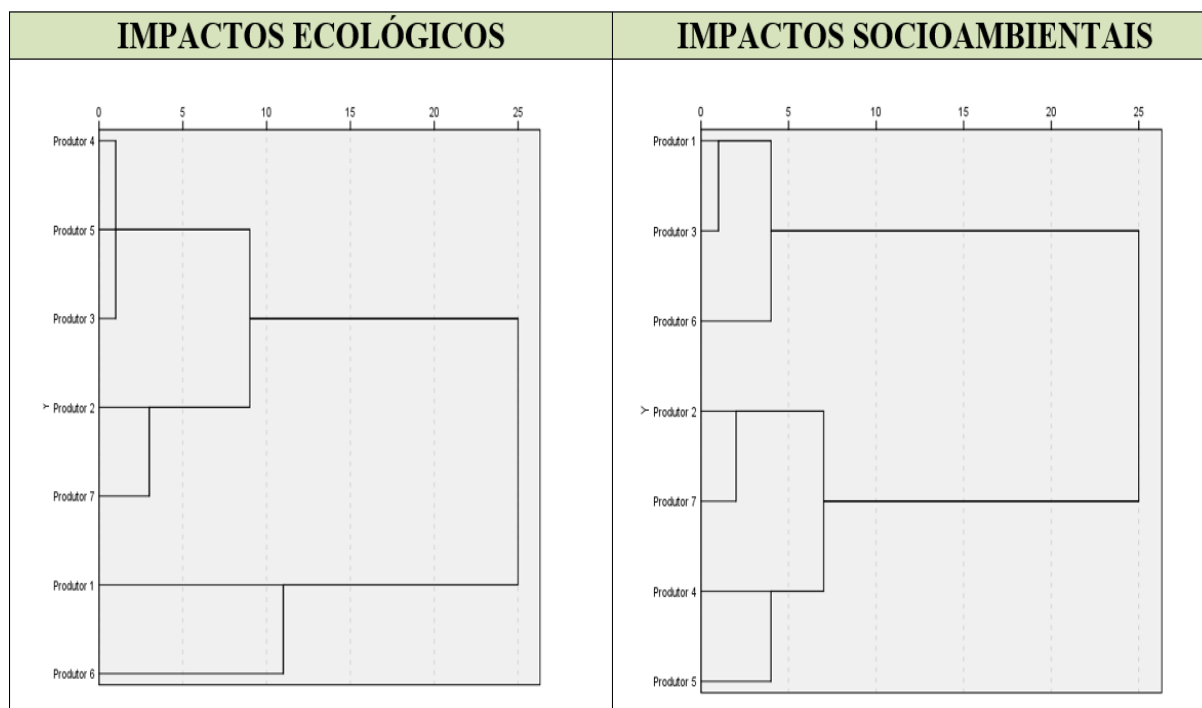 IMPACTOS ECOLÓGICOS
0 5 10 15 20 25
Produtor 4
Produtor 5
Produtor 3
Y Produtor 2
Produtor 7
Produtor 1
Produtor 6
IMPACTOS SOCIOAMBIENTAIS
0 5 10 15 20 25
Produtor 1
Produtor 3
Produtor 6
Y Produtor 2
Produtor 7
Produtor 4
Produtor 5